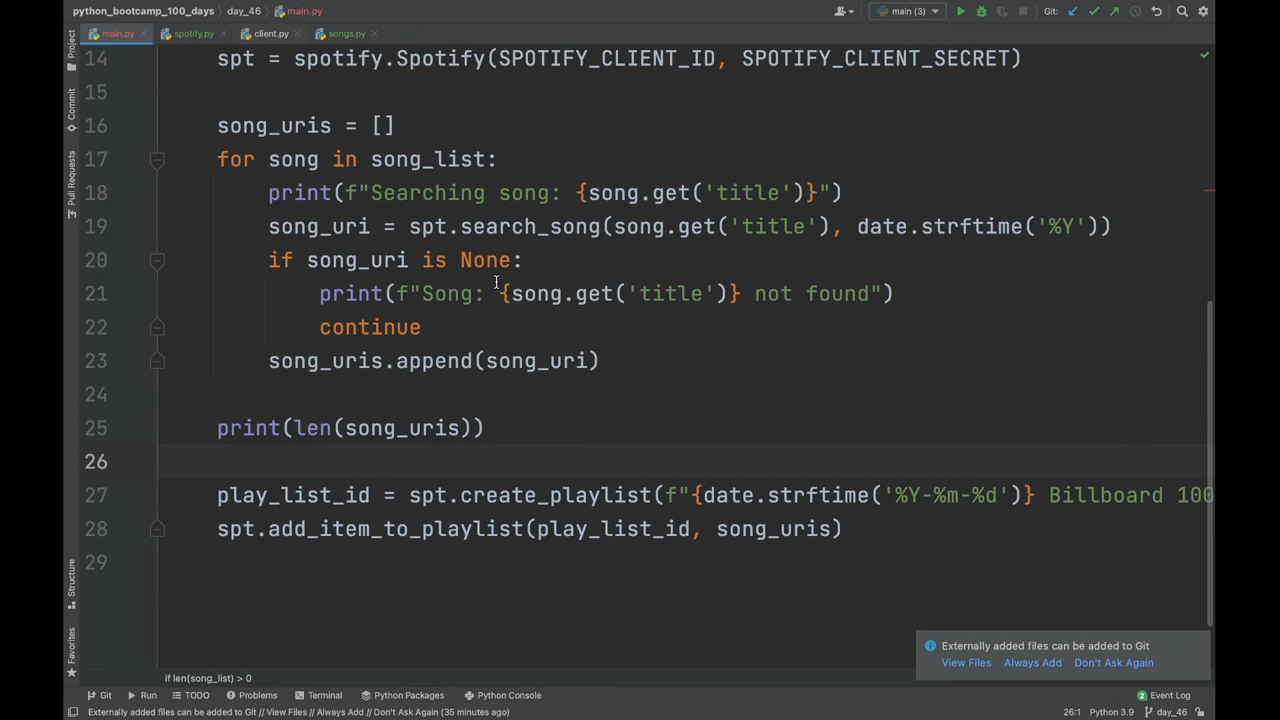 python_bootcamp_100_days > day_46 > main.py
main (3)
Git:
main.py
spotify.py
client.py
songs.py
Project
Commit
Pull Requests
Structure
Favorites
14 spt = spotify.Spotify(SPOTIFY_CLIENT_ID, SPOTIFY_CLIENT_SECRET)
15
16 song_uris = []
17 for song in song_list:
18 print(f"Searching song: {song.get('title')}")
19 song_uri = spt.search_song(song.get('title'), date.strftime('%Y'))
20 if song_uri is None:
21 print(f"Song: {song.get('title')} not found")
22 continue
23 song_uris.append(song_uri)
24
25 print(len(song_uris))
26
27 play_list_id = spt.create_playlist(f"{date.strftime('%Y-%m-%d')} Billboard 100
28 spt.add_item_to_playlist(play_list_id, song_uris)
29
Externally added files can be added to Git
View Files Always Add Don't Ask Again
if len(song_list) > 0
Git Run TODO Problems Terminal Python Packages Python Console 2 Event Log
Externally added files can be added to Git // View Files // Always Add // Don't Ask Again (35 minutes ago) 26:1 Python 3.9 day_46